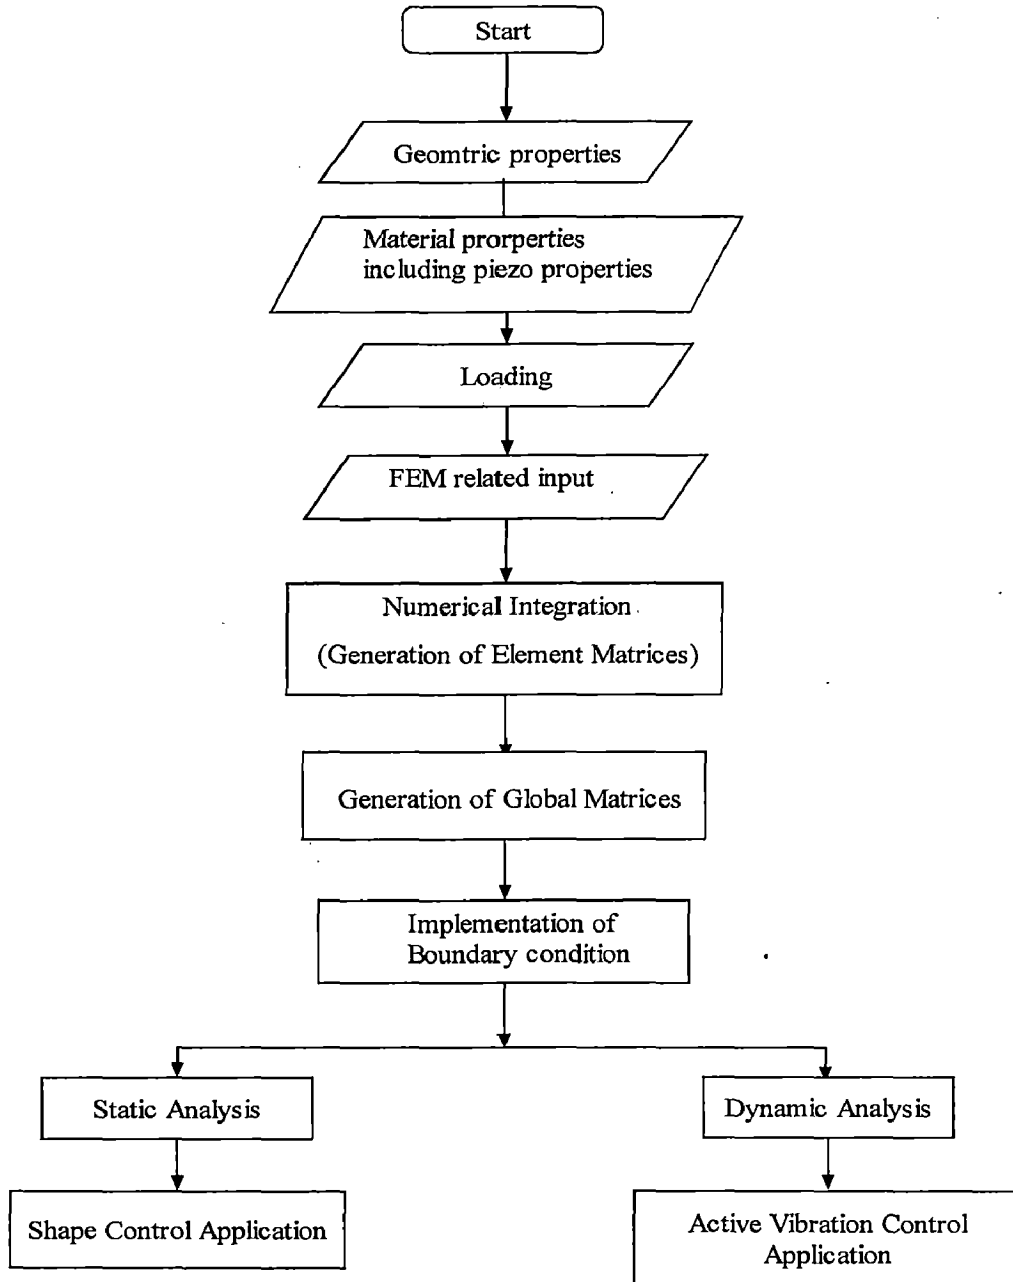 Start
Geomtric properties
Material prorperties
including piezo properties
Loading
FEM related input
Numerical Integration
(Generation of Element Matrices)
Generation of Global Matrices
Implementation of
Boundary condition
Static Analysis
Dynamic Analysis
Shape Control Application
Active Vibration Control
Application